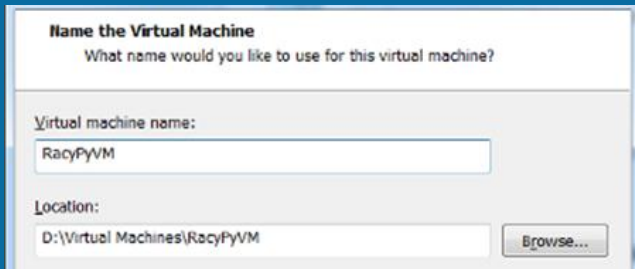 Name the Virtual Machine
What name would you like to use for this virtual machine?
Virtual machine name:
RacyPyVM
Location:
D:\Virtual Machines\RacyPyVM
Browse...